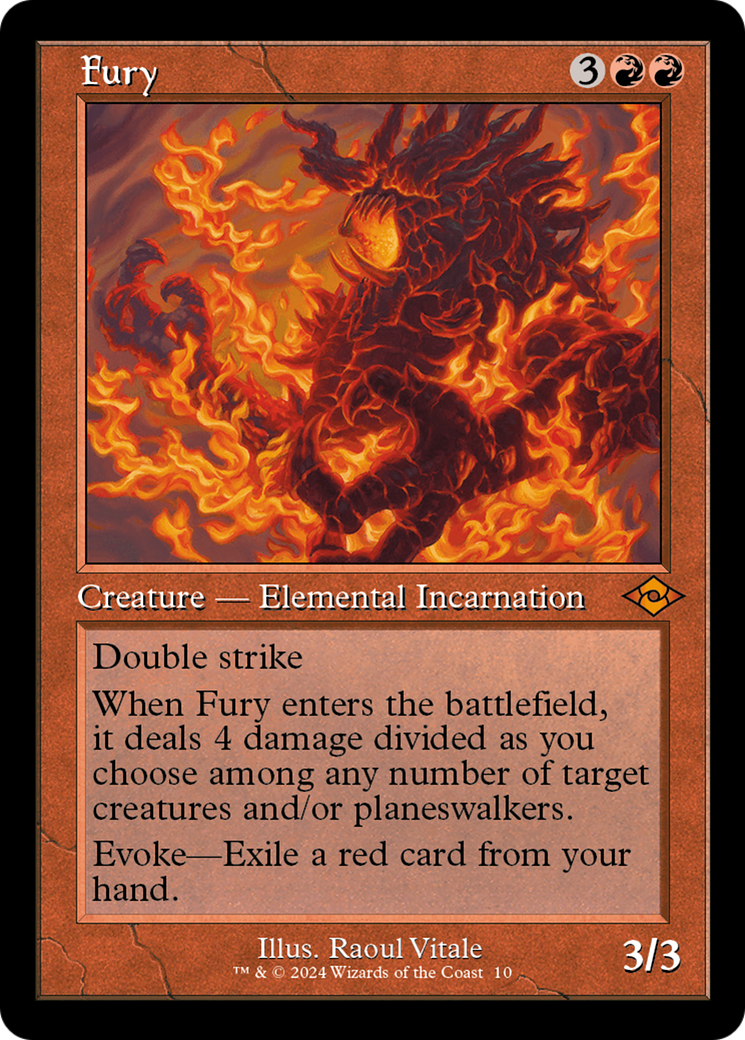 Fury 3
Creature — Elemental Incarnation
Double strike
When Fury enters the battlefield,
it deals 4 damage divided as you
choose among any number of target
creatures and/or planeswalkers.
Evoke—Exile a red card from your
hand.
Illus. Raoul Vitale
™ & © 2024 Wizards of the Coast 10
3/3